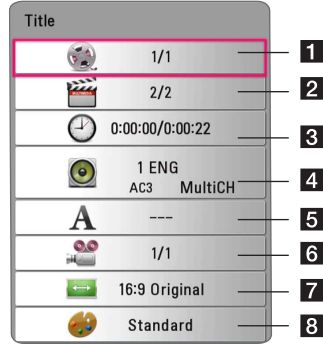 Title
1/1 1
2/2 2
0:00:00/0:00:22 3
1 ENG
AC3 MultiCH 4
A --- 5
1/1 6
16:9 Original 7
Standard 8